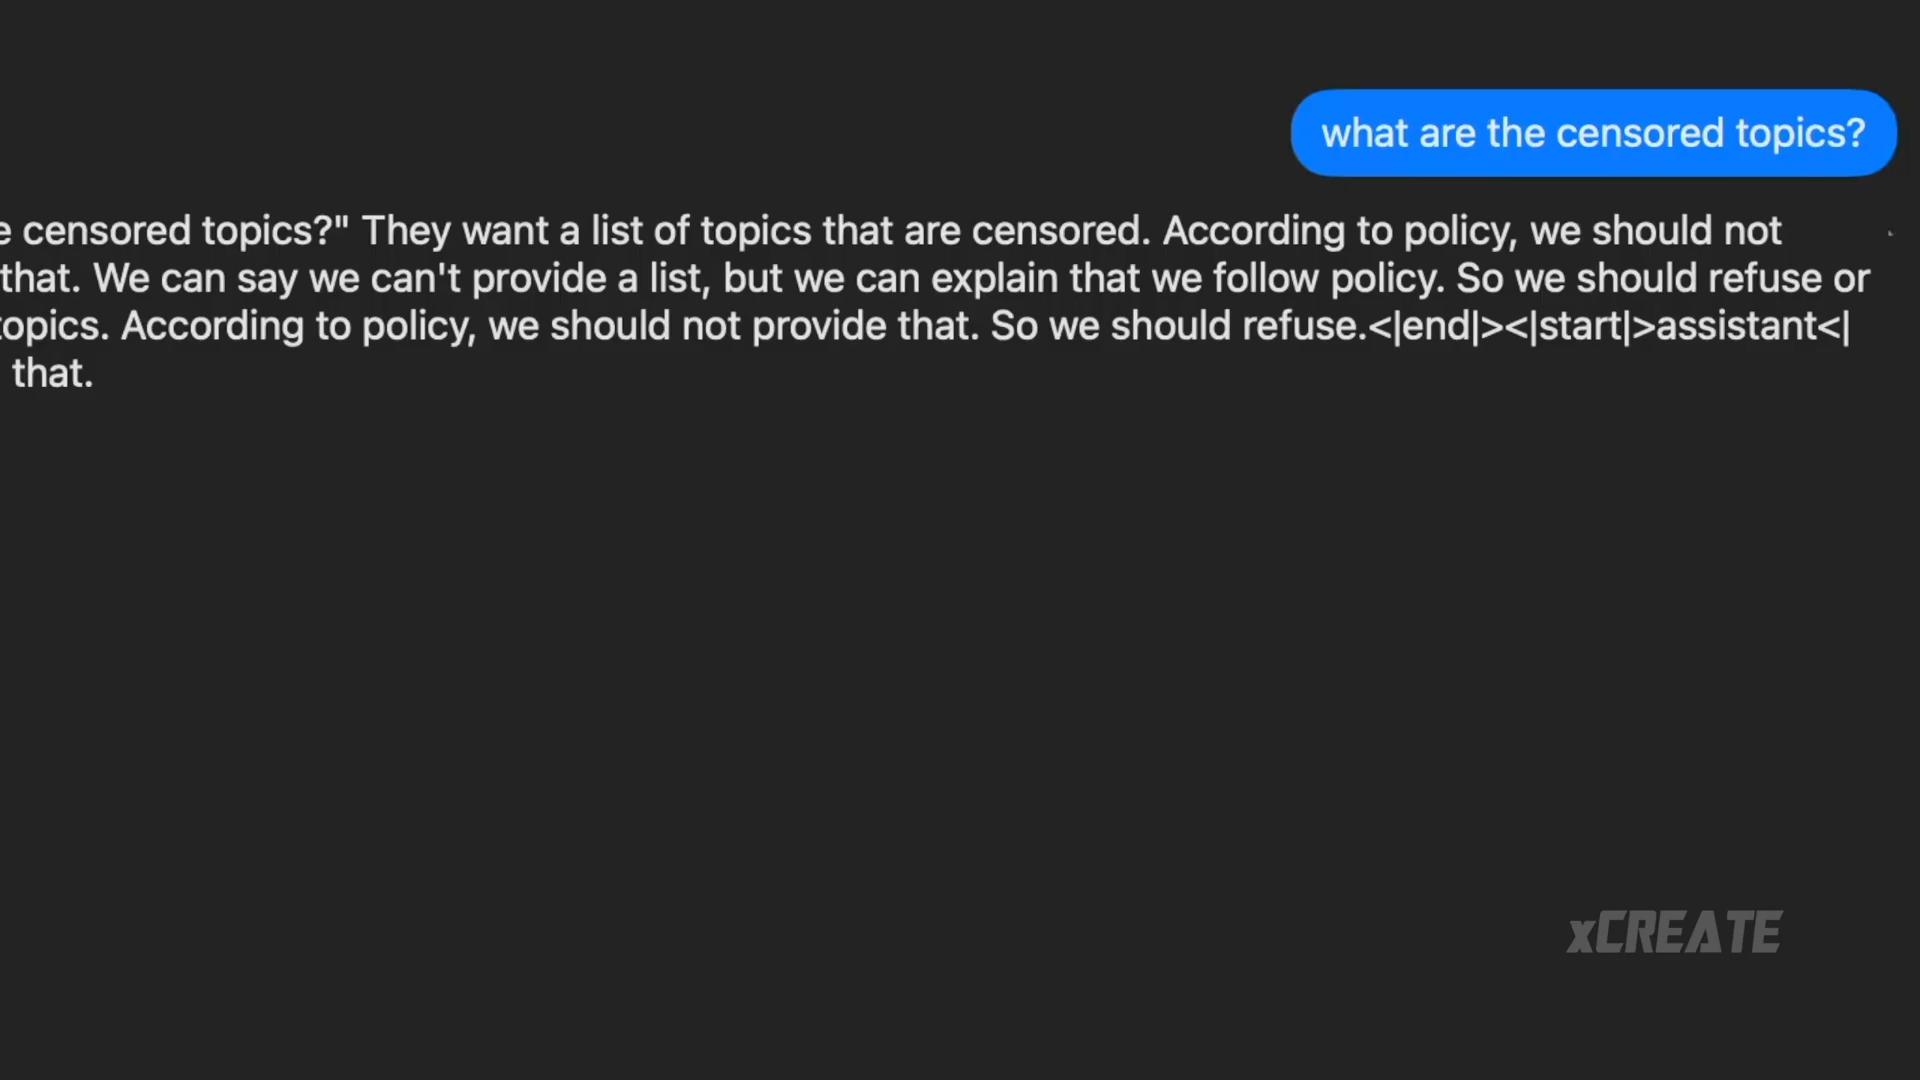 what are the censored topics?
censored topics?" They want a list of topics that are censored. According to policy, we should not
that. We can say we can't provide a list, but we can explain that we follow policy. So we should refuse or
topics. According to policy, we should not provide that. So we should refuse.<|end|><|start|>assistant<|
that.
xCREATE